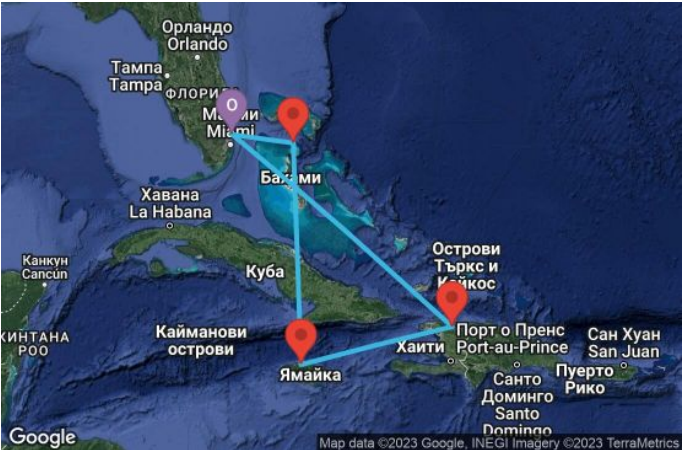 Орландо
Orlando
Тампа
Tampa
ФЛОРИДА
O
Маями
Miami
Бахами
Хавана
La Habana
Канкун
Cancún
Куба
Острови
Търкс и
Кайкос
КИНТАНА
РОО
Кайманови
острови
Хаити
Порт о Пренс
Port-au-Prince
Сан Хуан
San Juan
Ямайка
Санто
Доминго
Santo
Domingo
Пуерто
Рико
Google
Map data ©2023 Google, INEGI Imagery ©2023 TerraMetrics